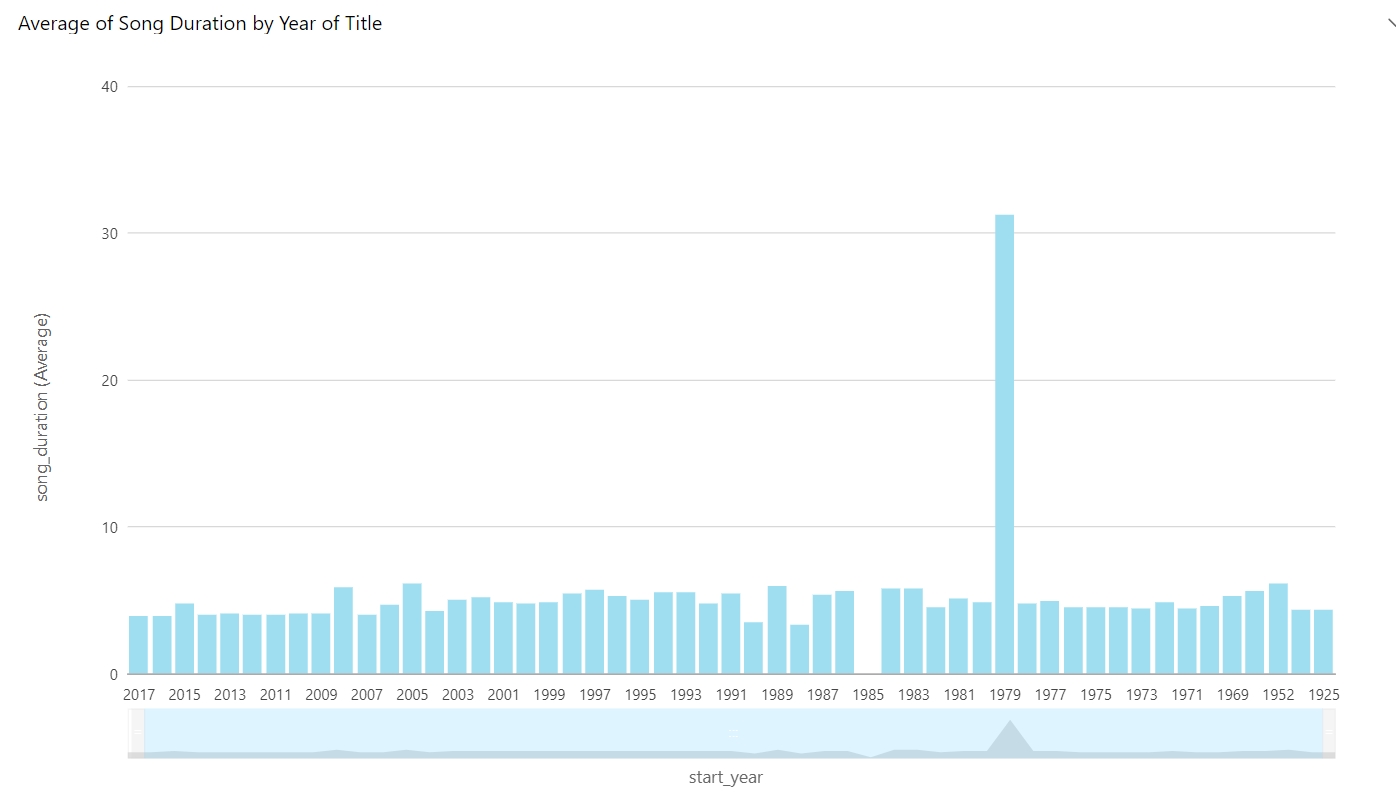 Average of Song Duration by Year of Title
40
30
20
10
0
song_duration (Average)
2017 2015 2013 2011 2009 2007 2005 2003 2001 1999 1997 1995 1993 1991 1989 1987 1985 1983 1981 1979 1977 1975 1973 1971 1969 1952 1925
start_year